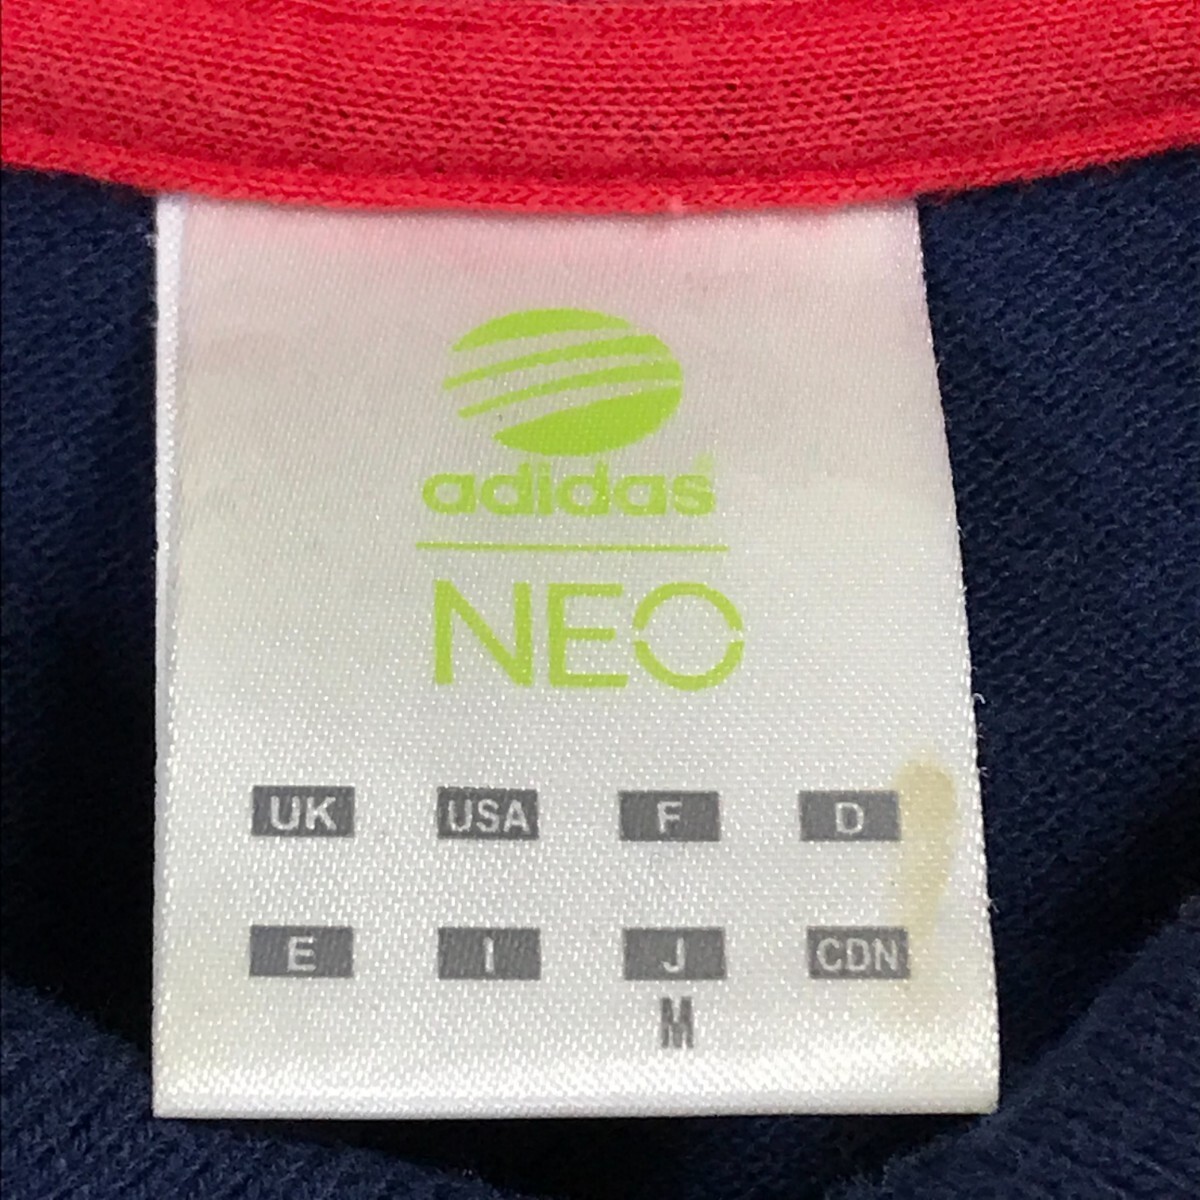 adidas
NEO
UK USA F D
E I J CDN
M